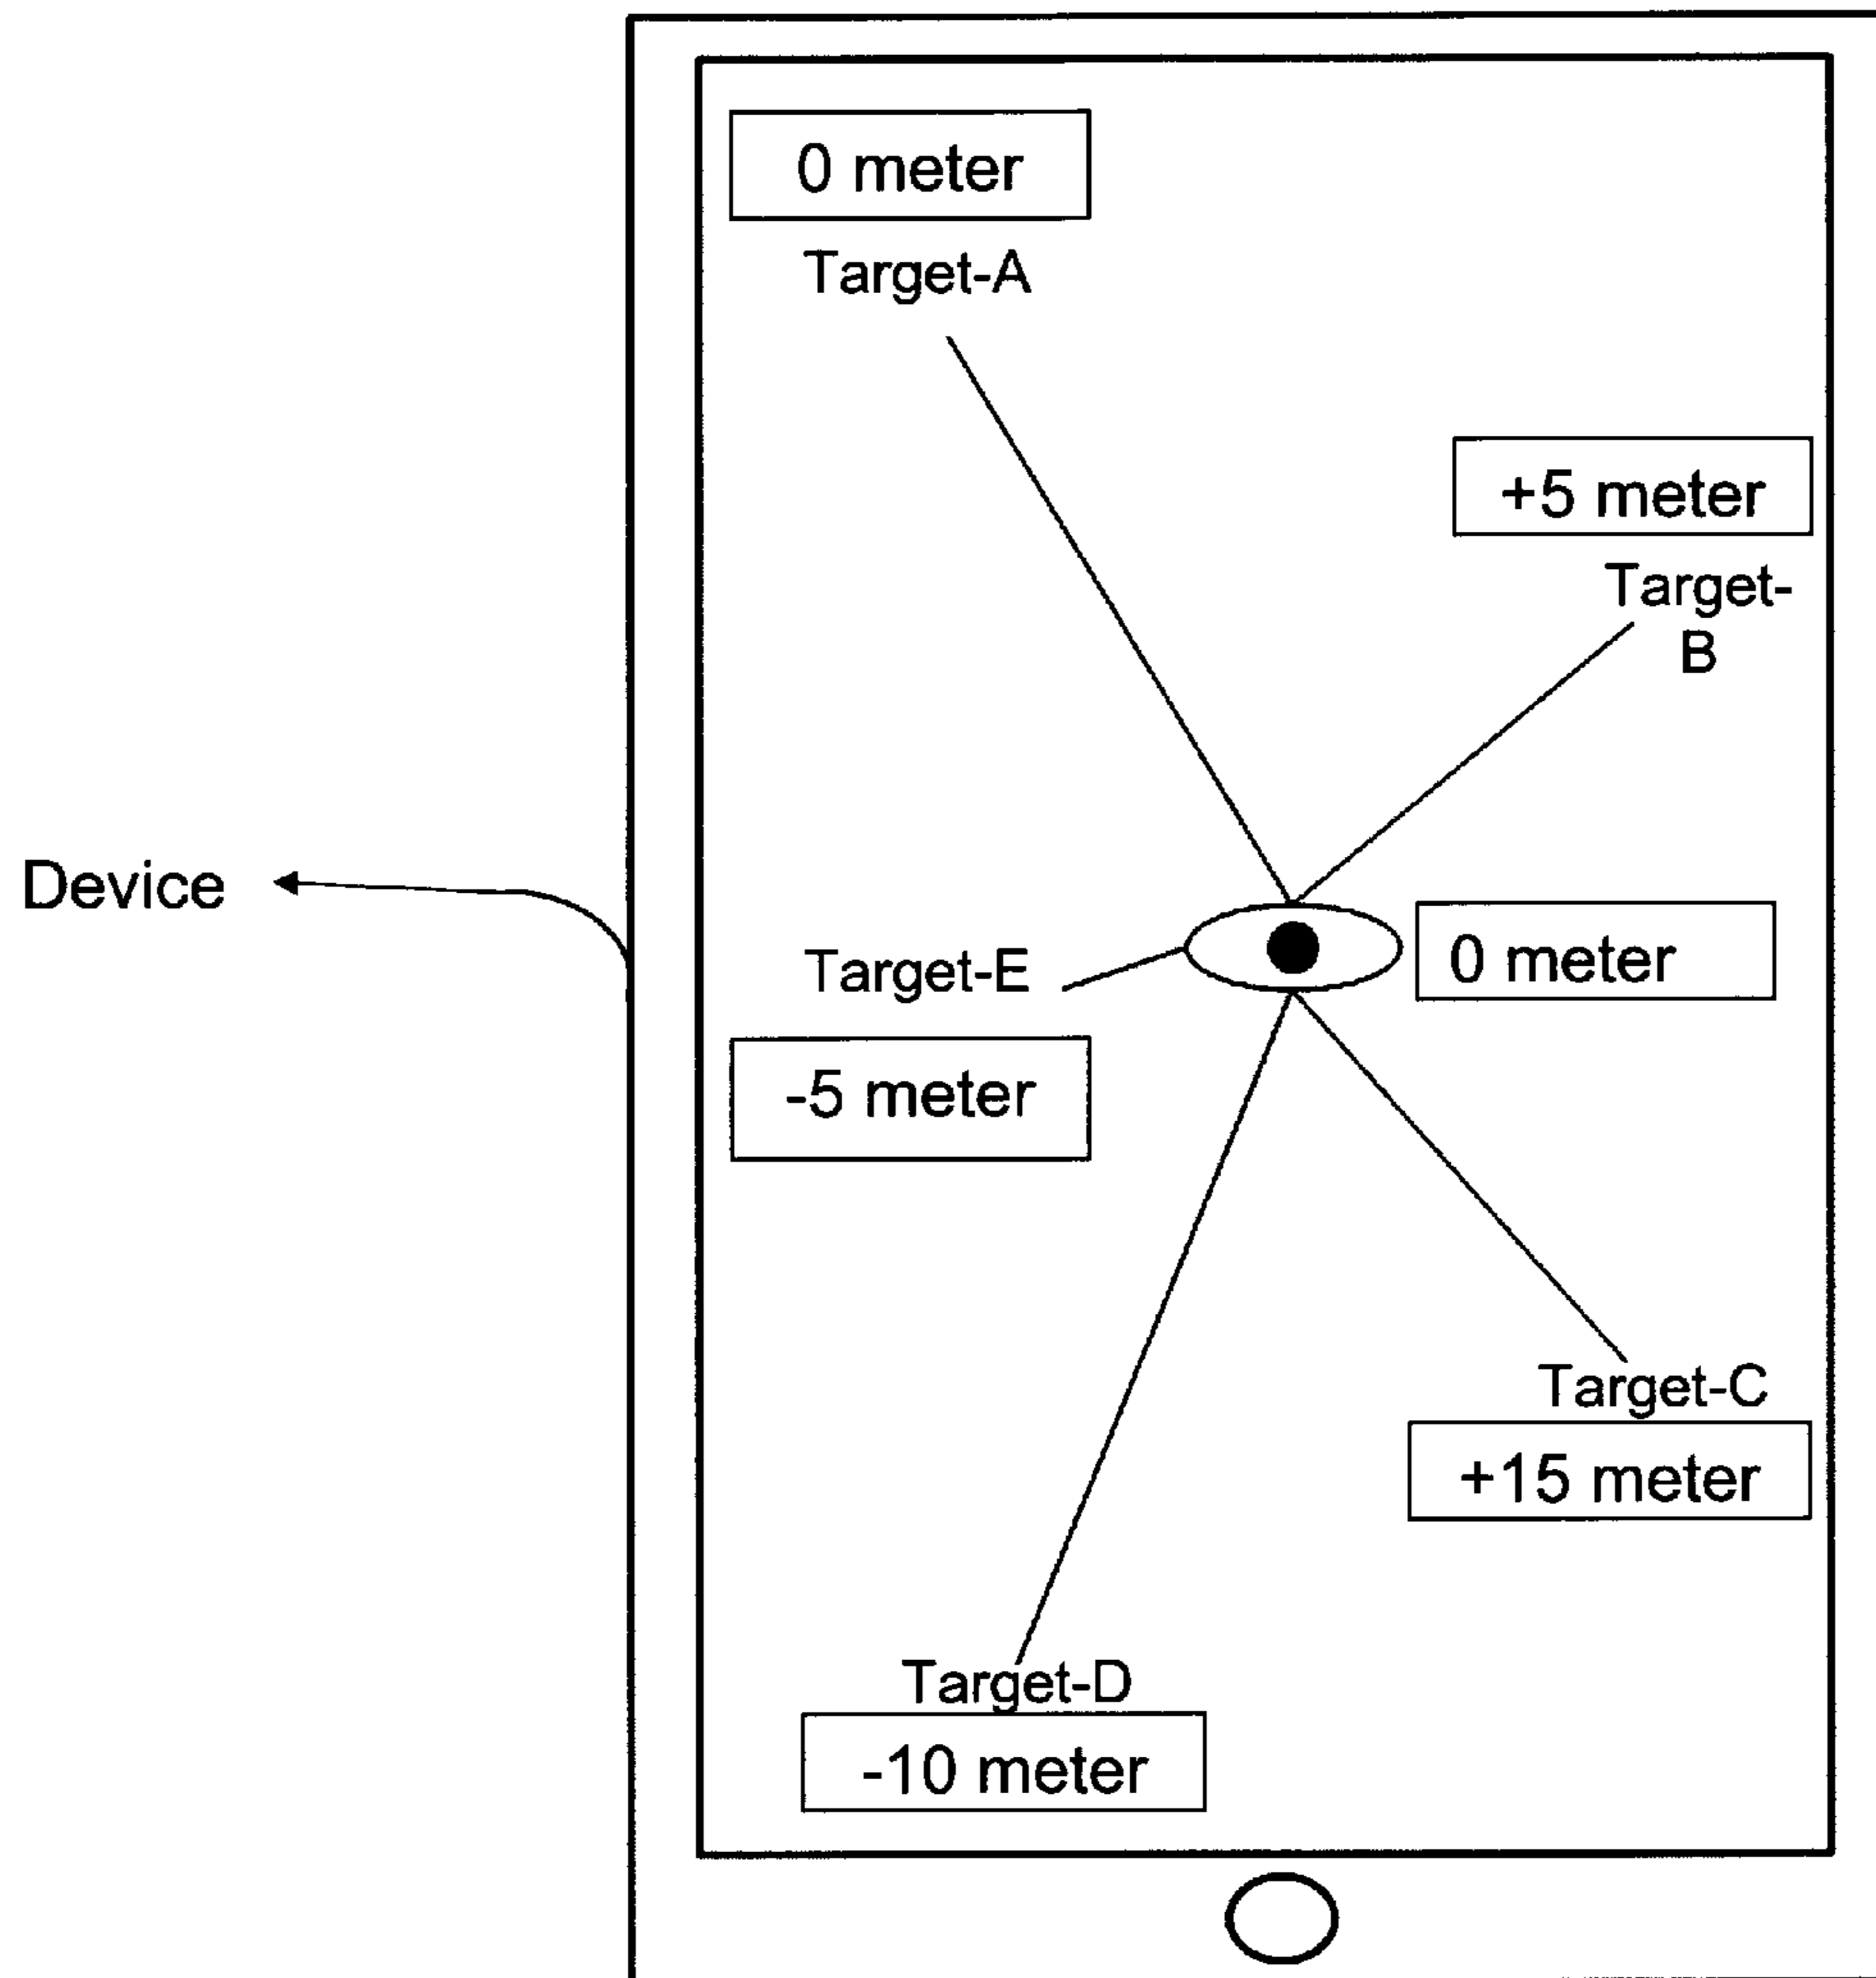 0 meter
Target-A
+5 meter
Target-
B
Device
Target-E
0 meter
-5 meter
Target-C
+15 meter
Target-D
-10 meter